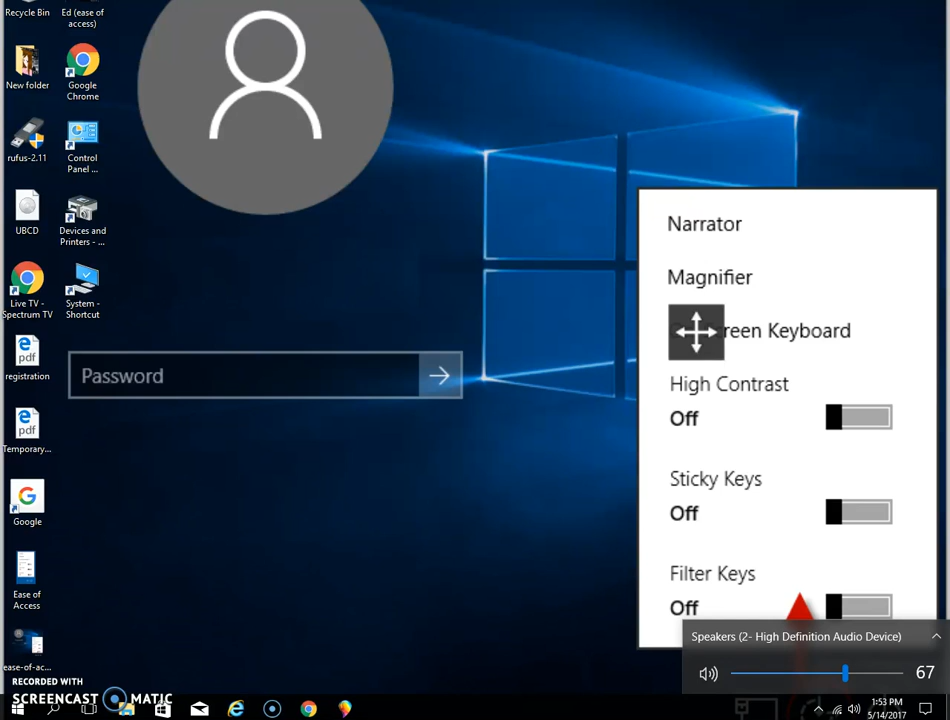 Recycle Bin
Ed (ease of
access)
New folder
Google
Chrome
rufus-2.11
Control
Panel ...
UBCD
Devices and
Printers - ...
Live TV -
Spectrum TV
System -
Shortcut
pdf
registration
pdf
Temporary...
Google
Ease of
Access
ease-of-ac...
Password
Narrator
Magnifier
reen Keyboard
High Contrast
Off
Sticky Keys
Off
Filter Keys
Off
Speakers (2- High Definition Audio Device)
67
RECORDED WITH
SCREENCAST MATIC
1:53 PM
5/14/2017